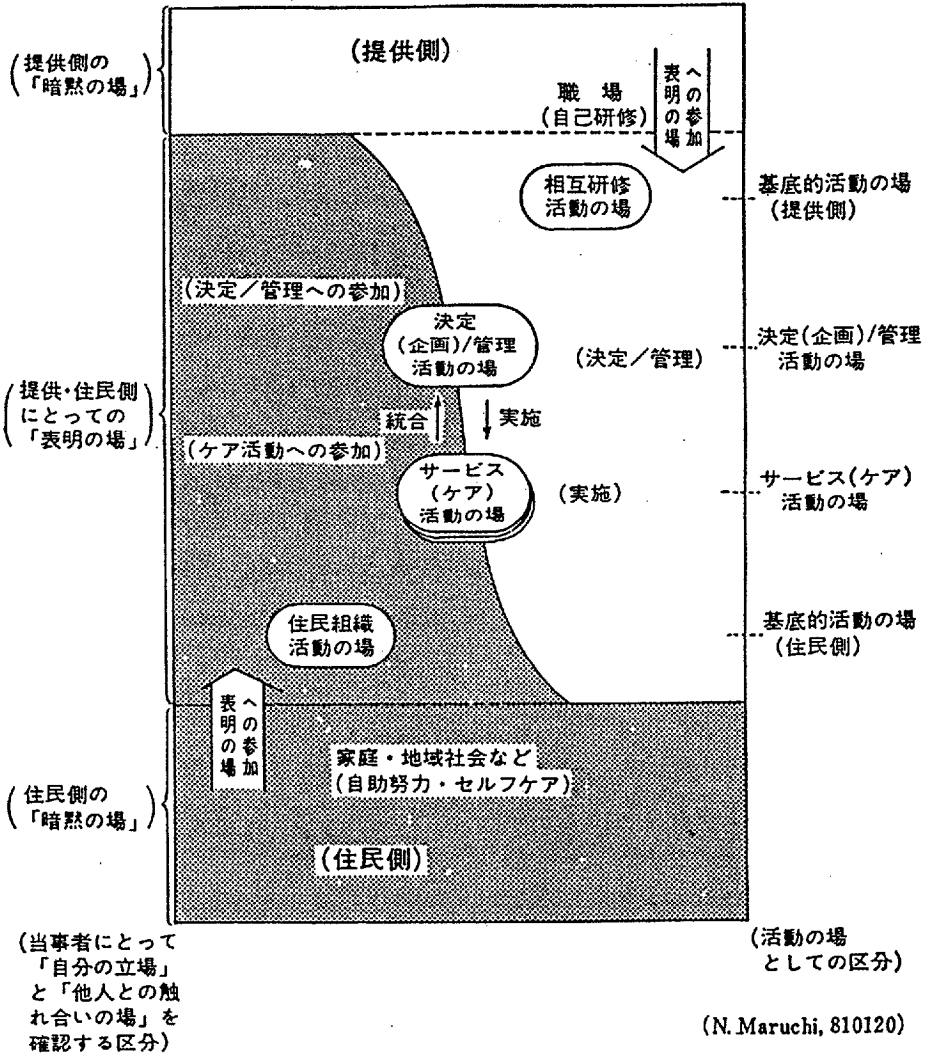 (提供側)
(提供側の
「暗黙の場」)
職場
(自己研修)
表明の場
への参加
相互研修
活動の場
基底的活動の場
(提供側)
(決定/管理への参加)
決定
(企画)/管理
活動の場
(決定/管理)
決定(企画)/管理
活動の場
(提供・住民側
にとっての
「表明の場」)
統合
実施
(ケア活動への参加)
サービス
(ケア)
活動の場
(実施)
サービス(ケア)
活動の場
住民組織
活動の場
基底的活動の場
(住民側)
表明の場
への参加
家庭・地域社会など
(自助努力・セルフケア)
(住民側の
「暗黙の場」)
(住民側)
(当事者にとって
「自分の立場」
と「他人との触
れ合いの場」を
確認する区分)
(活動の場
としての区分)
(N. Maruchi, 810120)